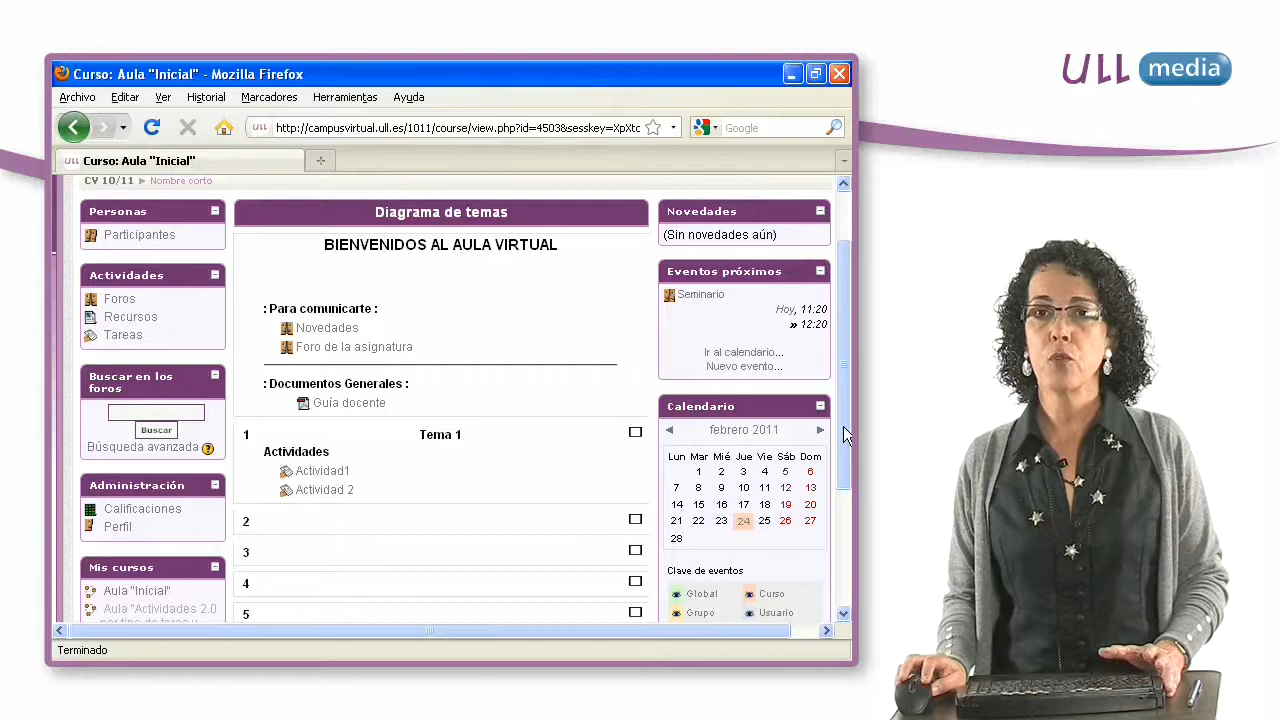 ULL media
Curso: Aula "Inicial" - Mozilla Firefox
Archivo Editar Ver Historial Marcadores Herramientas Ayuda
ULL http://campusvirtual.ull.es/1011/course/view.php?id=4503&sesskey=XpXtc Google
ULL Curso: Aula "Inicial"
CV 10/11 ► Nombre corto
Personas
Participantes
Actividades
Foros
Recursos
Tareas
Buscar en los
foros
Buscar
Búsqueda avanzada ?
Administración
Calificaciones
Perfil
Mis cursos
Aula "Inicial"
Aula "Actividades 2.0
Diagrama de temas
BIENVENIDOS AL AULA VIRTUAL
: Para comunicarte :
Novedades
Foro de la asignatura
: Documentos Generales :
Guía docente
1 Tema 1
Actividades
Actividad1
Actividad 2
2
3
4
5
Novedades
(Sin novedades aún)
Eventos próximos
Seminario
Hoy, 11:20
» 12:20
Ir al calendario...
Nuevo evento...
Calendario
◄ febrero 2011 ►
Lun Mar Mié Jue Vie Sáb Dom
1 2 3 4 5 6
7 8 9 10 11 12 13
14 15 16 17 18 19 20
21 22 23 24 25 26 27
28
Clave de eventos
Global Curso
Grupo Usuario
Terminado